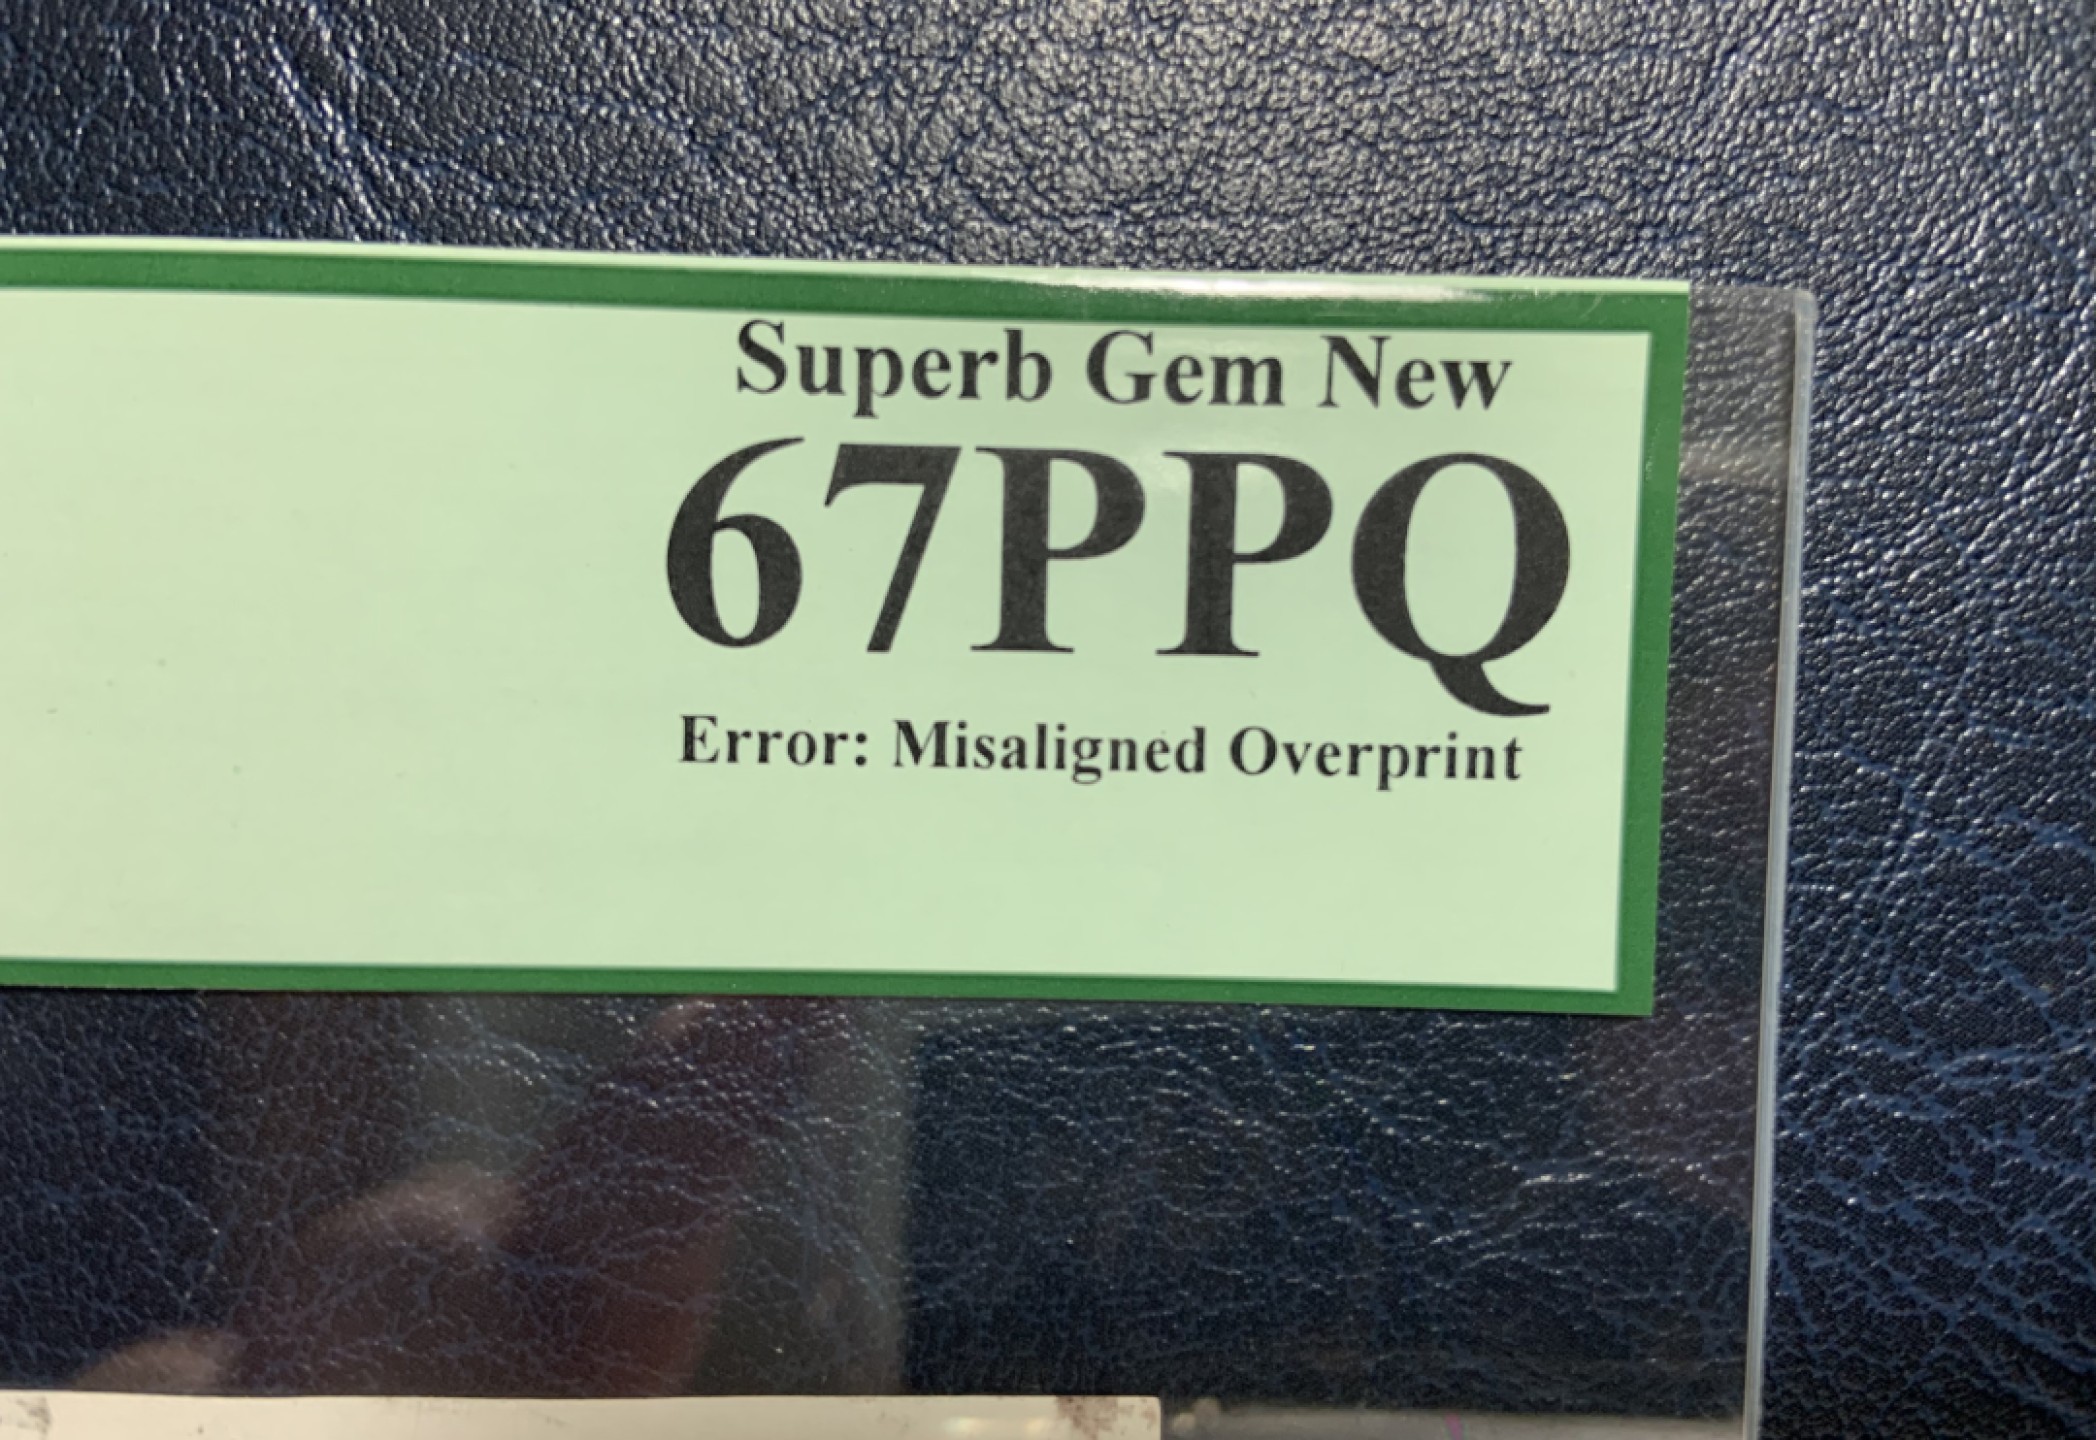 Superb Gem New
67PPQ
Error: Misaligned Overprint